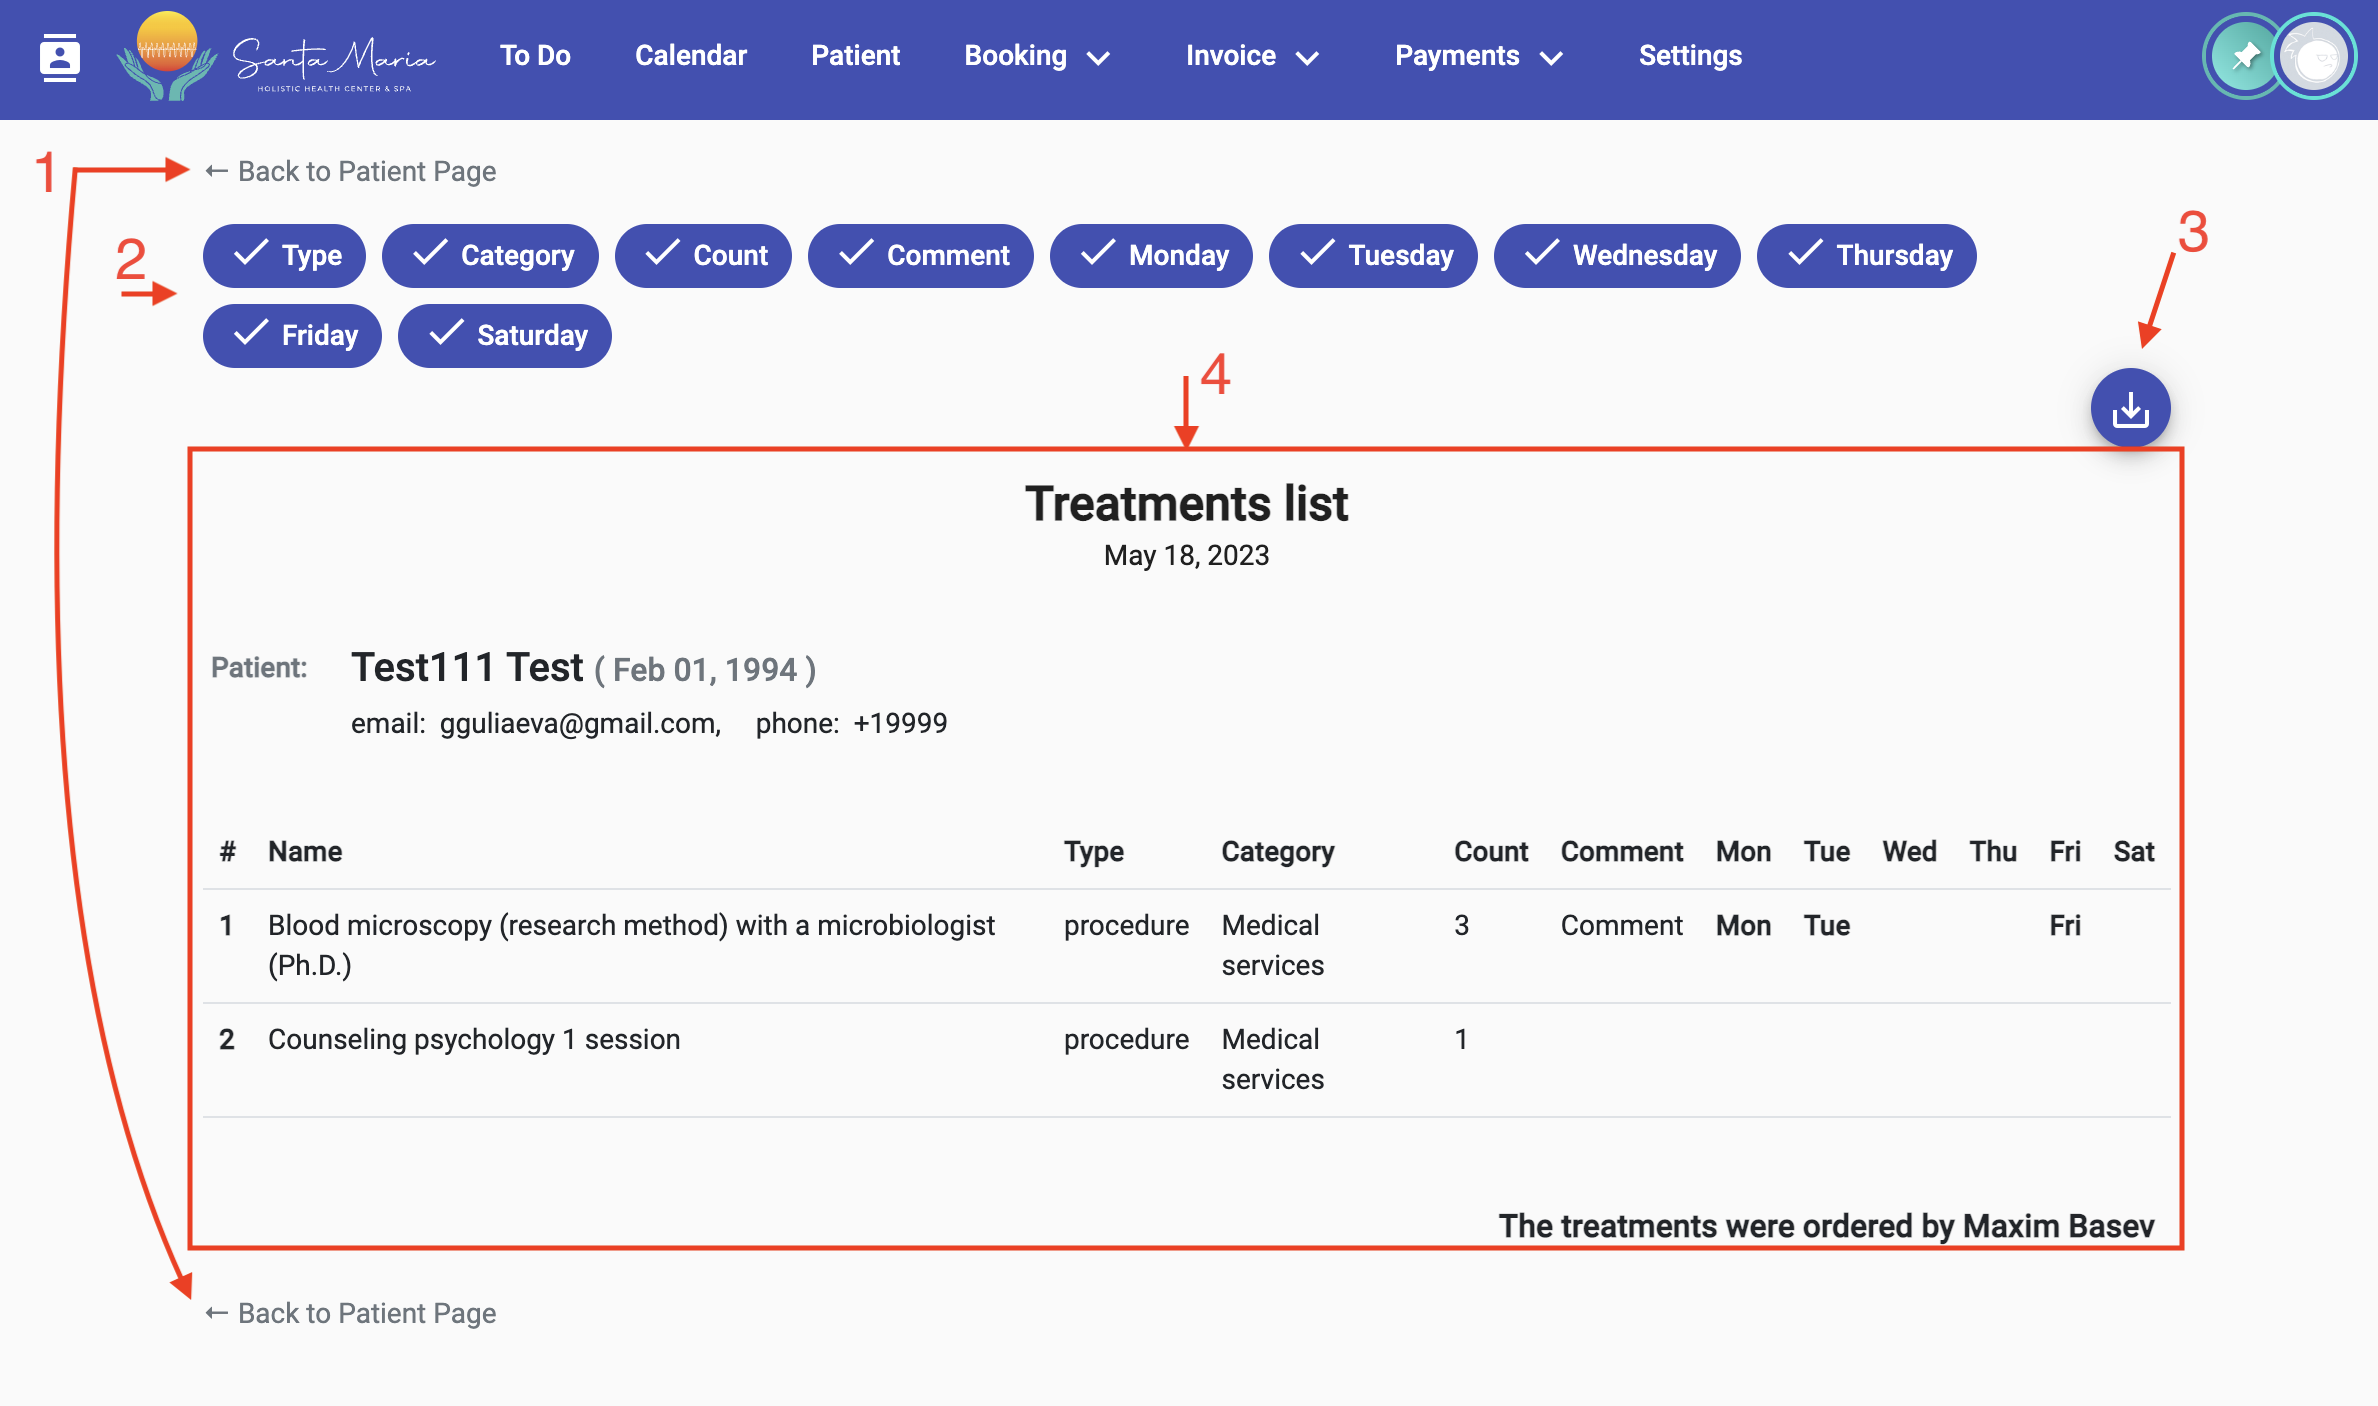 Santa Maria
HOLISTIC HEALTH CENTER & SPA
To Do Calendar Patient Booking Invoice Payments Settings
1 ← Back to Patient Page
2 Type Category Count Comment Monday Tuesday Wednesday Thursday 3
Friday Saturday
4
Treatments list
May 18, 2023
Patient: Test111 Test ( Feb 01, 1994 )
email: gguliaeva@gmail.com, phone: +19999
# Name Type Category Count Comment Mon Tue Wed Thu Fri Sat
1 Blood microscopy (research method) with a microbiologist procedure Medical 3 Comment Mon Tue Fri
(Ph.D.) services
2 Counseling psychology 1 session procedure Medical 1
services
The treatments were ordered by Maxim Basev
← Back to Patient Page